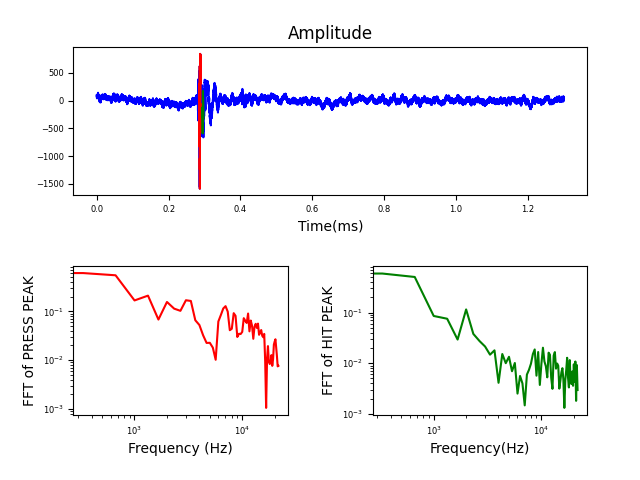 Amplitude
500
0
−500
−1000
−1500
0.0 0.2 0.4 0.6 0.8 1.0 1.2
Time(ms)
FFT of PRESS PEAK
10⁻¹
10⁻²
10⁻³
10³ 10⁴
Frequency (Hz)
FFT of HIT PEAK
10⁻¹
10⁻²
10⁻³
10³ 10⁴
Frequency(Hz)